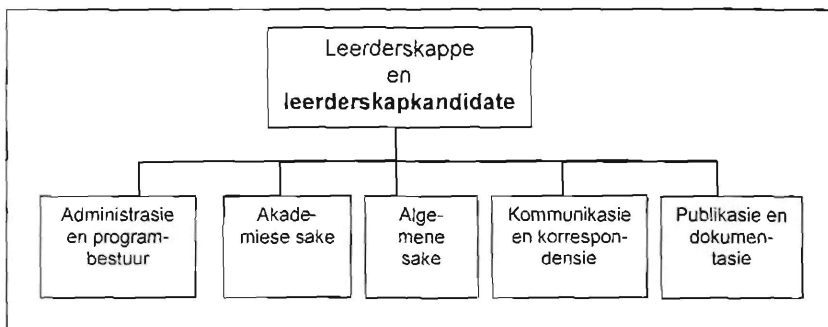 Leerderskappe
en
leerderskapkandidate
Administrasie
en program-
bestuur
Akade-
miese sake
Alge-
mene
sake
Kommunikasie
en korrespon-
densie
Publikasie en
dokumen-
tasie